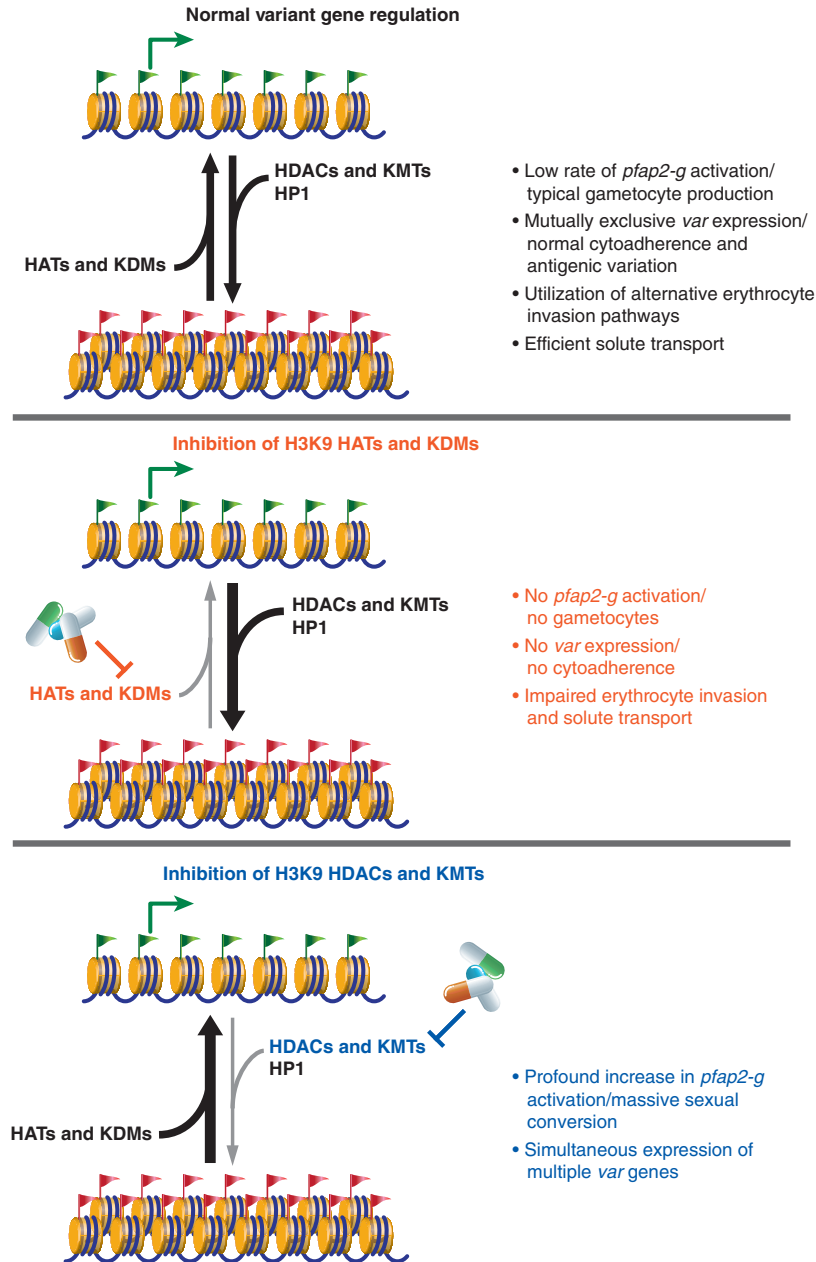 Normal variant gene regulation
HDACs and KMTs
HP1
HATs and KDMs
• Low rate of pfap2-g activation/
typical gametocyte production
• Mutually exclusive var expression/
normal cytoadherence and
antigenic variation
• Utilization of alternative erythrocyte
invasion pathways
• Efficient solute transport
Inhibition of H3K9 HATs and KDMs
HDACs and KMTs
HP1
HATs and KDMs
• No pfap2-g activation/
no gametocytes
• No var expression/
no cytoadherence
• Impaired erythrocyte invasion
and solute transport
Inhibition of H3K9 HDACs and KMTs
HDACs and KMTs
HP1
HATs and KDMs
• Profound increase in pfap2-g
activation/massive sexual
conversion
• Simultaneous expression of
multiple var genes